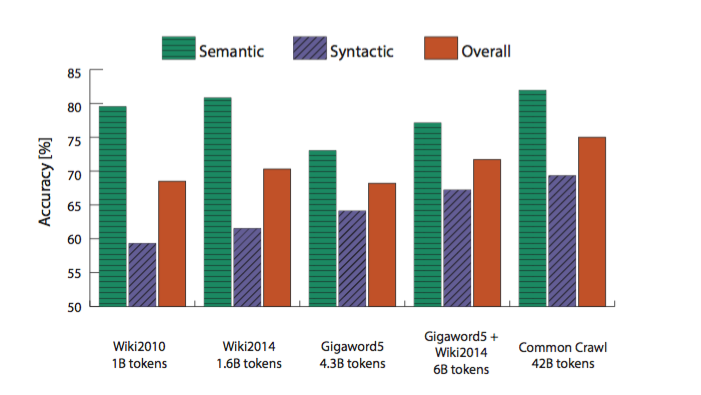 Semantic Syntactic Overall
Accuracy [%]
85
80
75
70
65
60
55
50
Wiki2010
1B tokens
Wiki2014
1.6B tokens
Gigaword5
4.3B tokens
Gigaword5 +
Wiki2014
6B tokens
Common Crawl
42B tokens